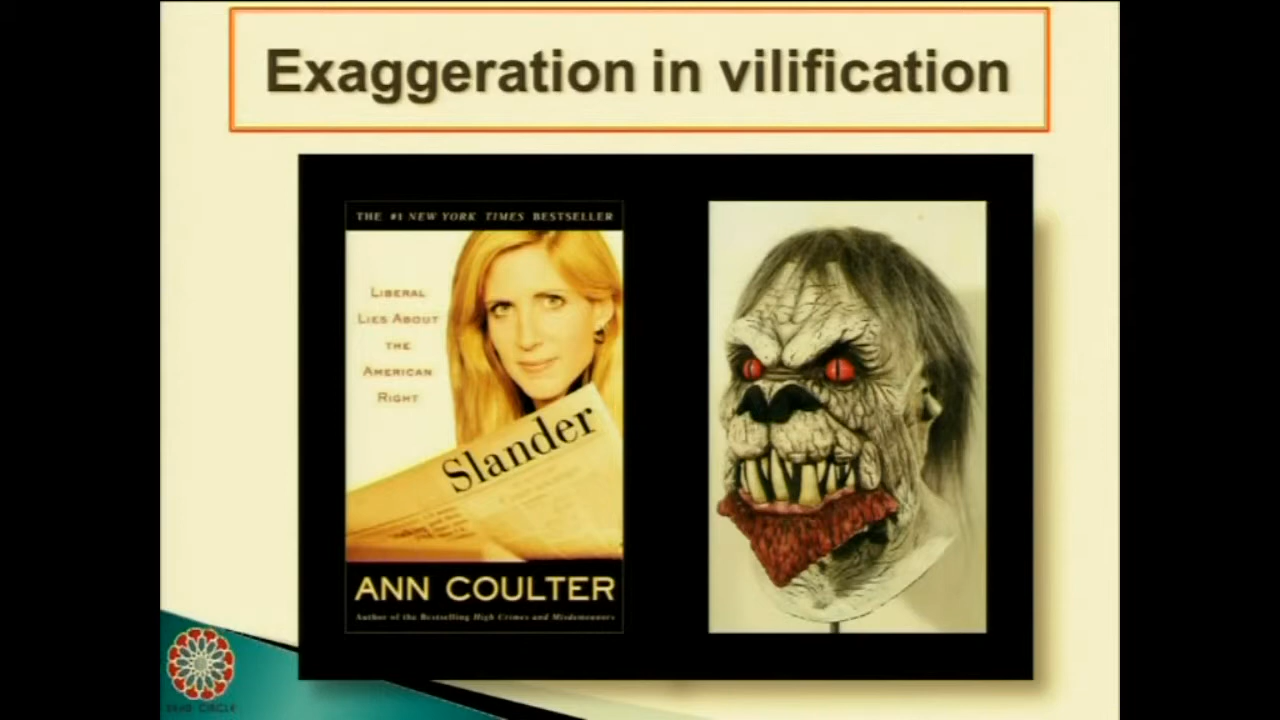 Exaggeration in vilification
THE #1 NEW YORK TIMES BESTSELLER
LIBERAL
LIES ABOUT
THE
AMERICAN
RIGHT
Slander
ANN COULTER
Author of the Bestselling High Crimes and Misdemeanors
CIRCLE